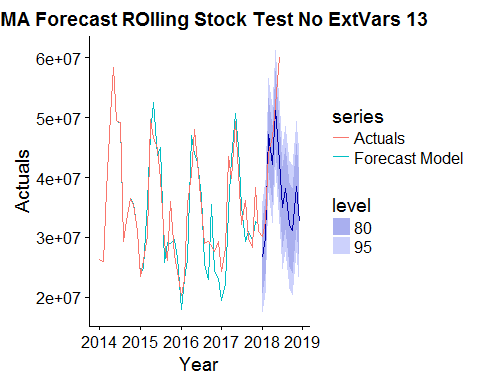 MA Forecast ROlling Stock Test No ExtVars 13
6e+07
5e+07
4e+07
3e+07
2e+07
Actuals
2014 2015 2016 2017 2018 2019
Year
series
Actuals
Forecast Model
level
80
95